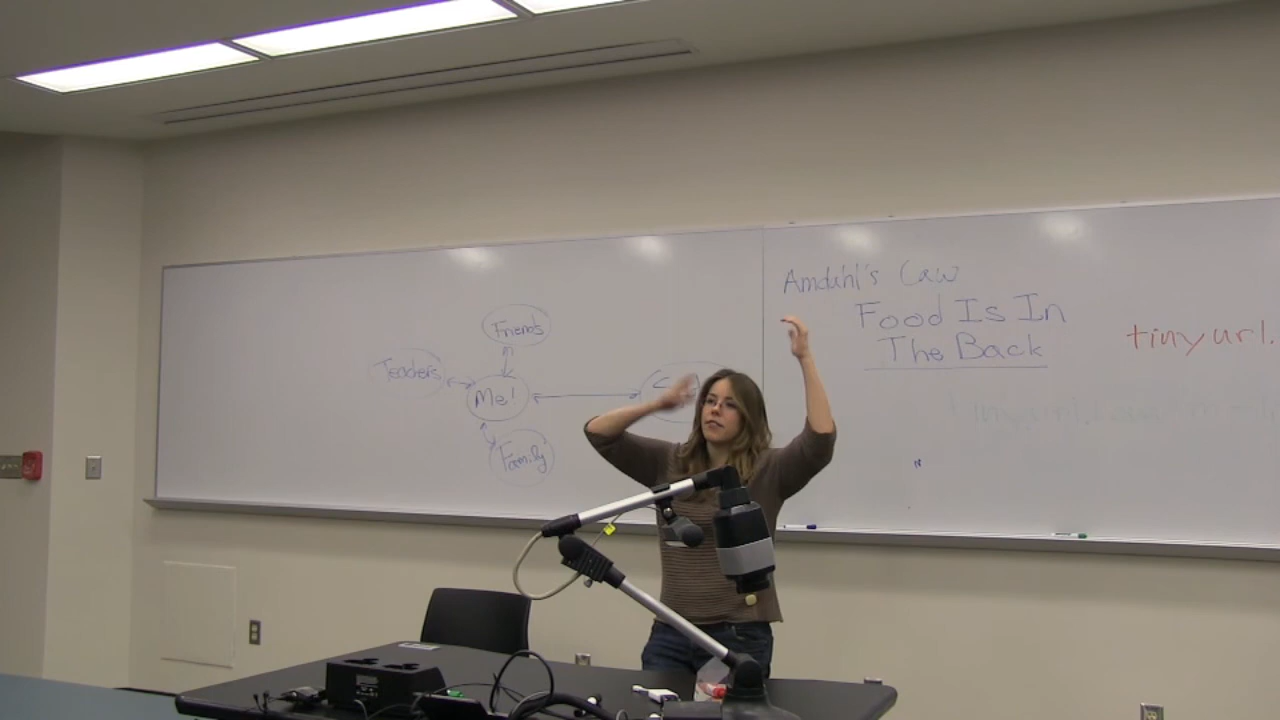 Amdahl's Law
Food Is In
The Back
tinyurl.
Friends
Teachers
Me!
Family